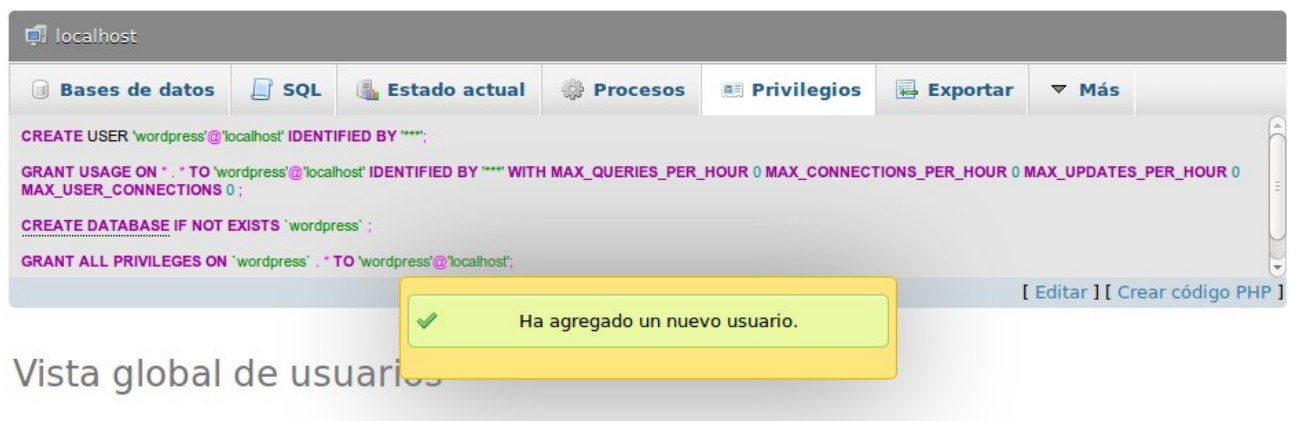 localhost
Bases de datos SQL Estado actual Procesos Privilegios Exportar Más
CREATE USER 'wordpress'@'localhost' IDENTIFIED BY '***';
GRANT USAGE ON * . * TO 'wordpress'@'localhost' IDENTIFIED BY '***' WITH MAX_QUERIES_PER_HOUR 0 MAX_CONNECTIONS_PER_HOUR 0 MAX_UPDATES_PER_HOUR 0
MAX_USER_CONNECTIONS 0 ;
CREATE DATABASE IF NOT EXISTS `wordpress` ;
GRANT ALL PRIVILEGES ON `wordpress` . * TO 'wordpress'@'localhost';
[ Editar ] [ Crear código PHP ]
Ha agregado un nuevo usuario.
Vista global de usuarios